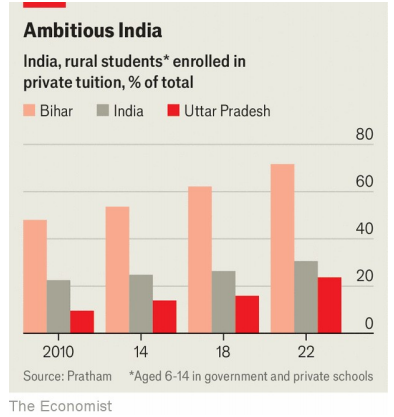 Ambitious India
India, rural students* enrolled in
private tuition, % of total
Bihar India Uttar Pradesh
80
60
40
20
0
2010 14 18 22
Source: Pratham *Aged 6-14 in government and private schools
The Economist